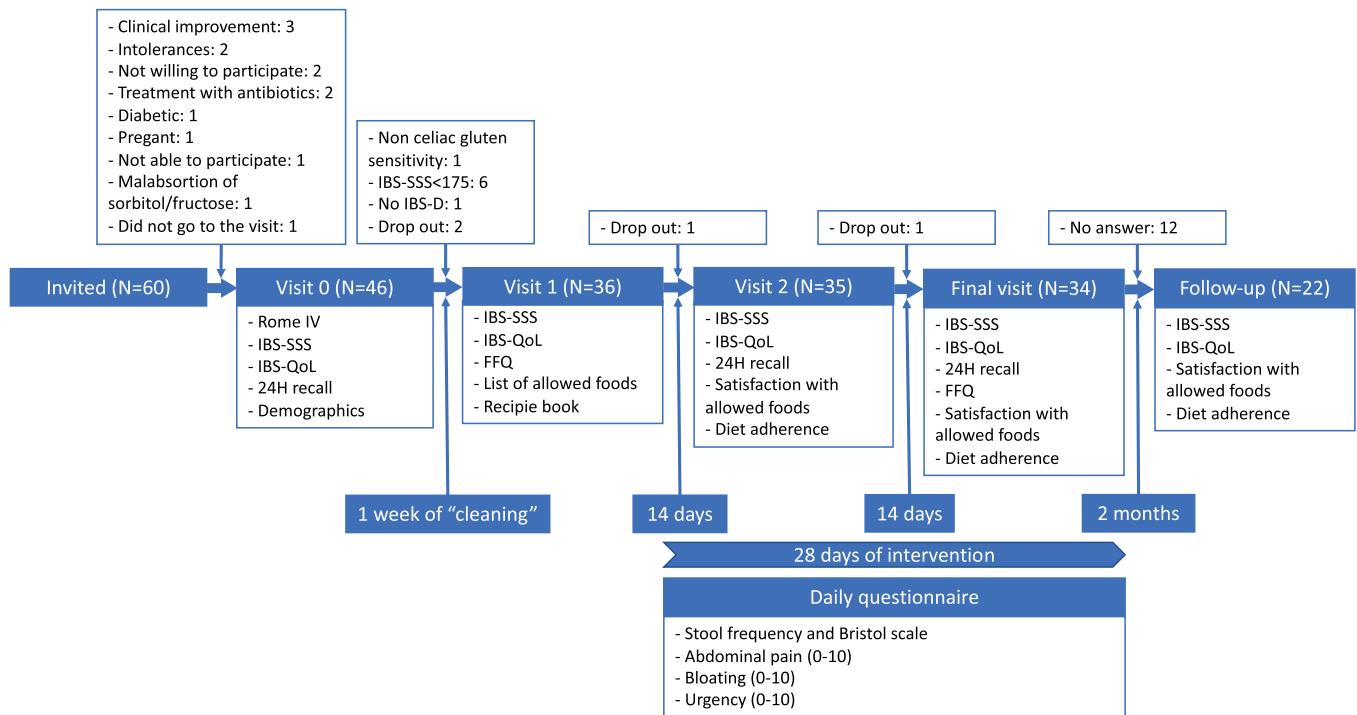 - Clinical improvement: 3
- Intolerances: 2
- Not willing to participate: 2
- Treatment with antibiotics: 2
- Diabetic: 1
- Pregant: 1
- Not able to participate: 1
- Malabsortion of
sorbitol/fructose: 1
- Did not go to the visit: 1
- Non celiac gluten
sensitivity: 1
- IBS-SSS<175: 6
- No IBS-D: 1
- Drop out: 2
- Drop out: 1
- Drop out: 1
- No answer: 12
Invited (N=60)
Visit 0 (N=46)
- Rome IV
- IBS-SSS
- IBS-QoL
- 24H recall
- Demographics
Visit 1 (N=36)
- IBS-SSS
- IBS-QoL
- FFQ
- List of allowed foods
- Recipie book
Visit 2 (N=35)
- IBS-SSS
- IBS-QoL
- 24H recall
- Satisfaction with
allowed foods
- Diet adherence
Final visit (N=34)
- IBS-SSS
- IBS-QoL
- 24H recall
- FFQ
- Satisfaction with
allowed foods
- Diet adherence
Follow-up (N=22)
- IBS-SSS
- IBS-QoL
- Satisfaction with
allowed foods
- Diet adherence
1 week of “cleaning”
14 days
14 days
2 months
28 days of intervention
Daily questionnaire
- Stool frequency and Bristol scale
- Abdominal pain (0-10)
- Bloating (0-10)
- Urgency (0-10)